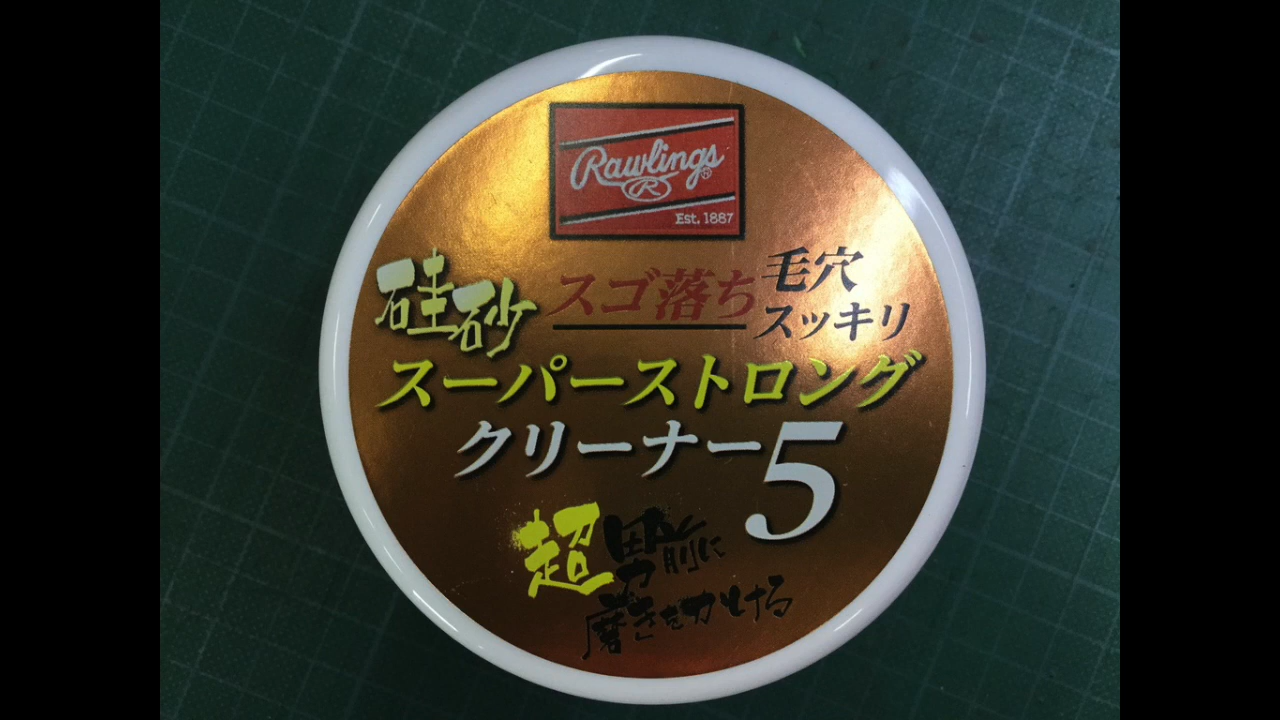 Rawlings®
R
Est. 1887
硅砂
スゴ落ち
毛穴
スッキリ
スーパーストロング
クリーナー5
超男前に
磨きをかける